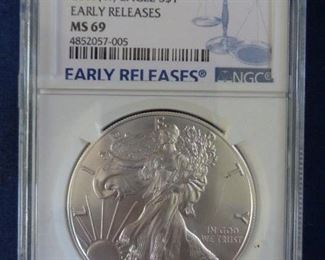 EAGLE S$1
EARLY RELEASES
MS 69
4852057-005
EARLY RELEASES® NGC®
LIBERTY
IN GOD
WE TRUST